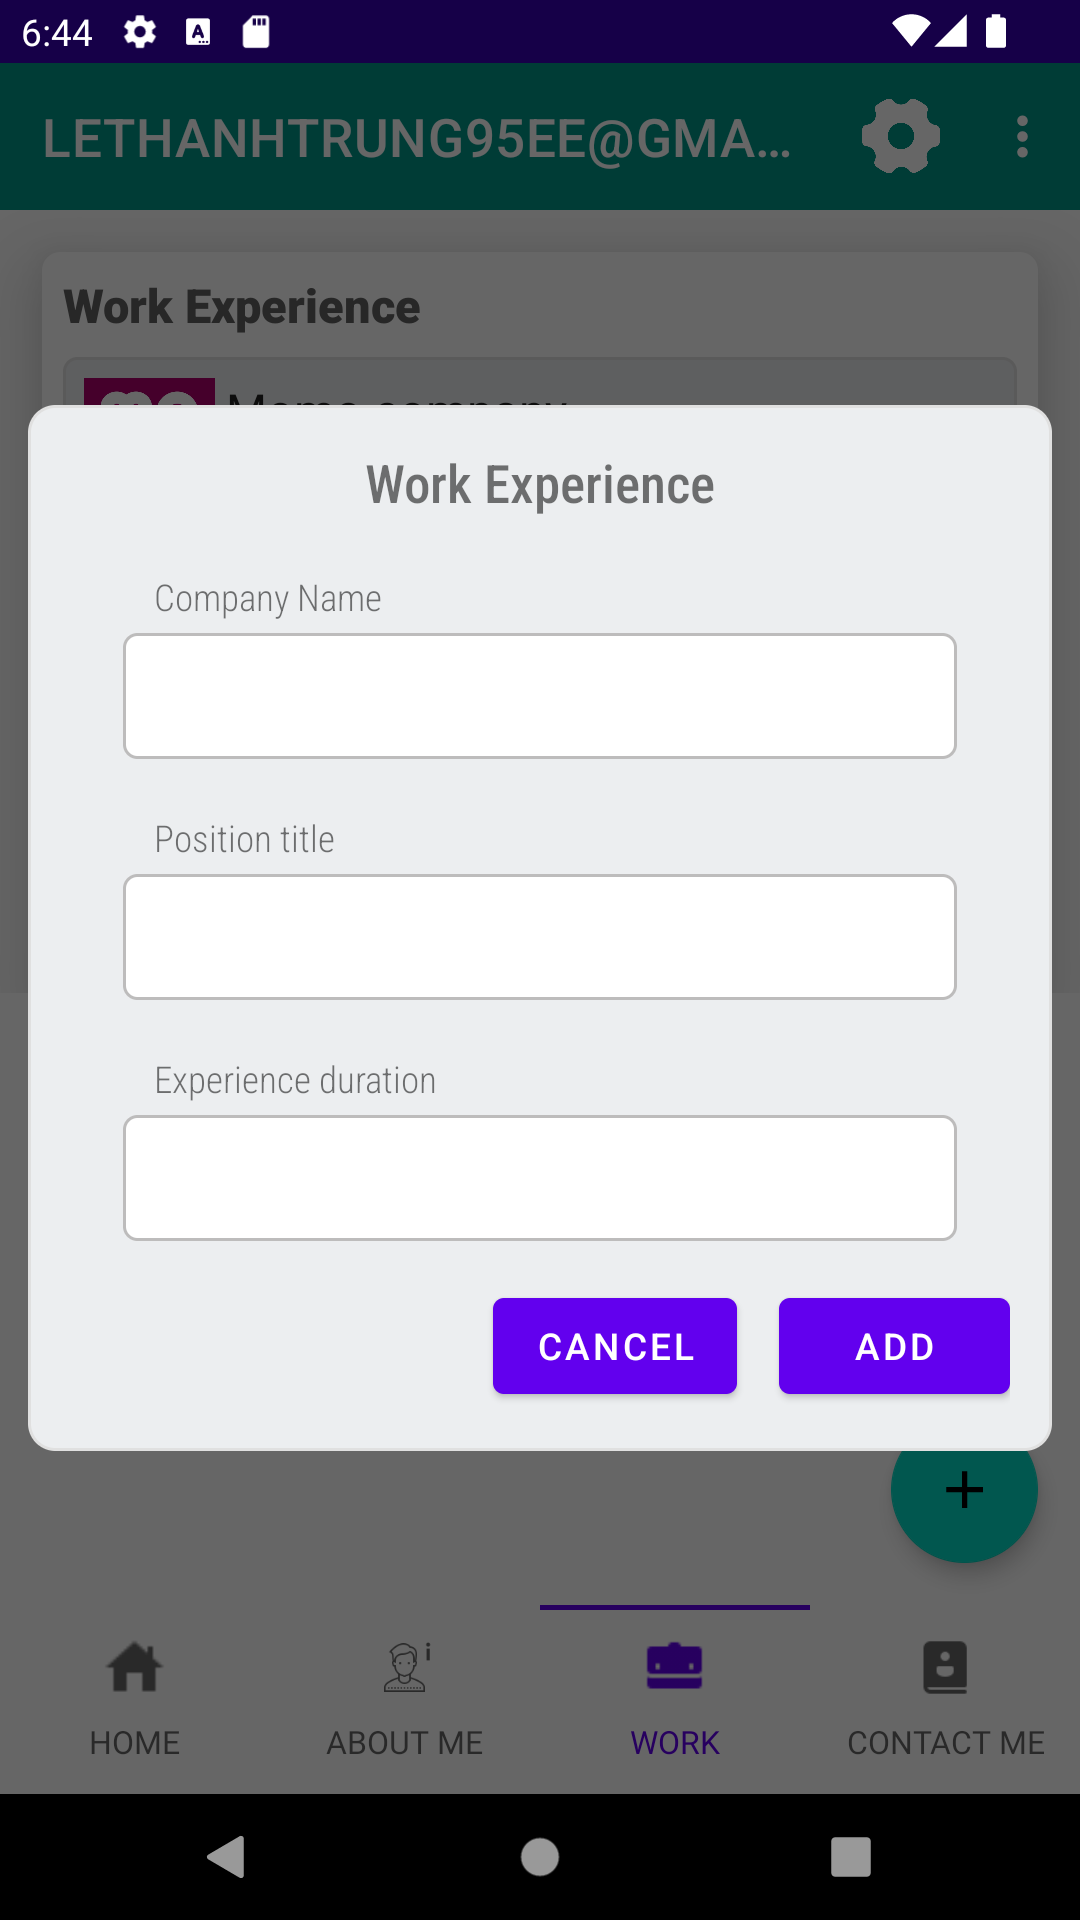 6:44
LETHANHTRUNG95EE@GMA...
Work Experience
Work Experience
Company Name
Position title
Experience duration
CANCEL
ADD
HOME
ABOUT ME
WORK
CONTACT ME